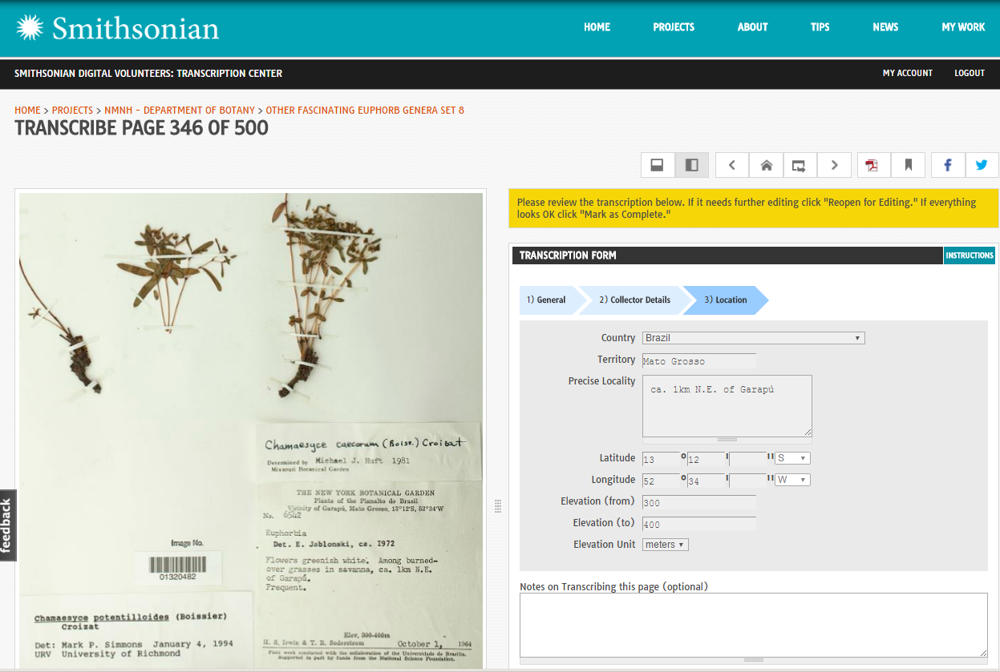 Smithsonian
HOME PROJECTS ABOUT TIPS NEWS MY WORK
SMITHSONIAN DIGITAL VOLUNTEERS: TRANSCRIPTION CENTER
MY ACCOUNT LOGOUT
HOME > PROJECTS > NMNH - DEPARTMENT OF BOTANY > OTHER FASCINATING EUPHORB GENERA SET 8
TRANSCRIBE PAGE 346 OF 500
Chamaesyce caecorum (Boiss.) Croizat
Determined by Michael J. Huft 1981
Missouri Botanical Garden
THE NEW YORK BOTANICAL GARDEN
Plants of the Planalto do Brasil
Vicinity of Garapú, Mato Grosso, 13°12'S, 52°34'W
No. 6542
Euphorbia
Det. E. Jablonski, ca. 1972
Flowers greenish white. Among burned-
over grasses in savanna, ca. 1km N.E.
of Garapú.
Frequent.
Elev. 300-400m
H. S. Irwin & T. R. Soderstrom October 1, 1964
Field work conducted with the collaboration of the Universidade de Brasilia.
Supported in part by funds from the National Science Foundation.
Image No.
01320482
Chamaesyce potentilloides (Boissier)
Croizat
Det: Mark P. Simmons January 4, 1994
URV University of Richmond
feedback
Please review the transcription below. If it needs further editing click "Reopen for Editing." If everything
looks OK click "Mark as Complete."
TRANSCRIPTION FORM INSTRUCTIONS
1) General 2) Collector Details 3) Location
Country Brazil
Territory Mato Grosso
Precise Locality ca. 1km N.E. of Garapú
Latitude 13 ° 12 ' " S
Longitude 52 ° 34 ' " W
Elevation (from) 300
Elevation (to) 400
Elevation Unit meters
Notes on Transcribing this page (optional)